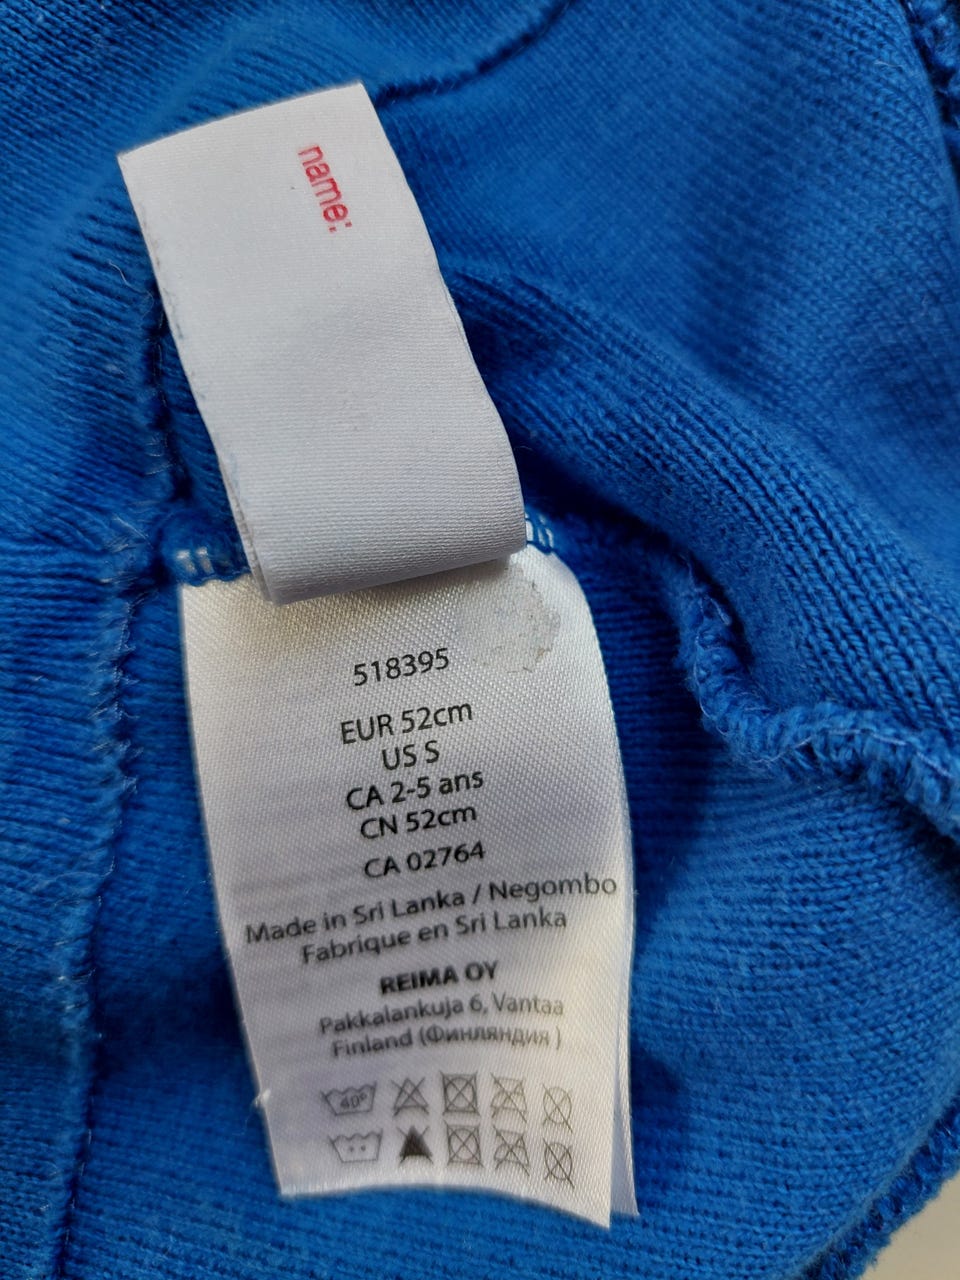 name:
518395
EUR 52cm
US S
CA 2-5 ans
CN 52cm
CA 02764
Made in Sri Lanka / Negombo
Fabrique en Sri Lanka
REIMA OY
Pakkalankuja 6, Vantaa
Finland (Финляндия )
40°